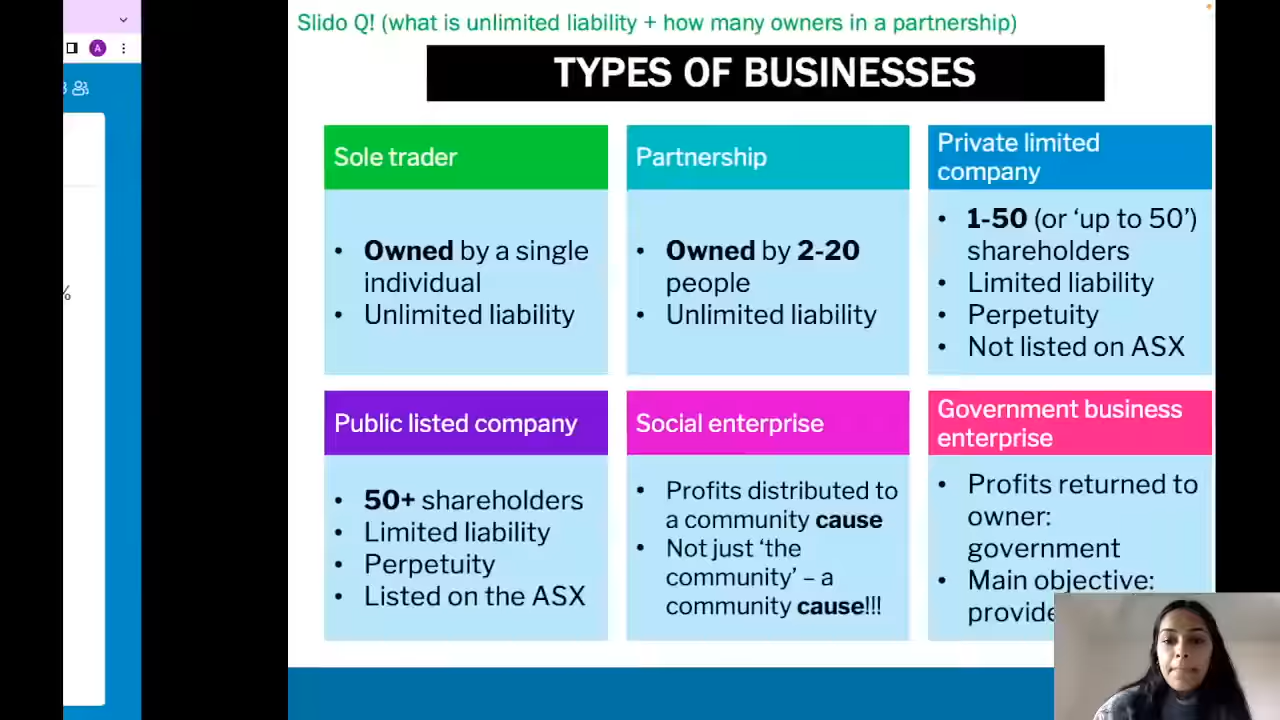 Slido Q! (what is unlimited liability + how many owners in a partnership)
A
TYPES OF BUSINESSES
Sole trader
• Owned by a single
individual
• Unlimited liability
Partnership
• Owned by 2-20
people
• Unlimited liability
Private limited
company
• 1-50 (or ‘up to 50’)
shareholders
• Limited liability
• Perpetuity
• Not listed on ASX
%
Public listed company
• 50+ shareholders
• Limited liability
• Perpetuity
• Listed on the ASX
Social enterprise
• Profits distributed to
a community cause
• Not just ‘the
community’ – a
community cause!!!
Government business
enterprise
• Profits returned to
owner:
government
• Main objective:
provide